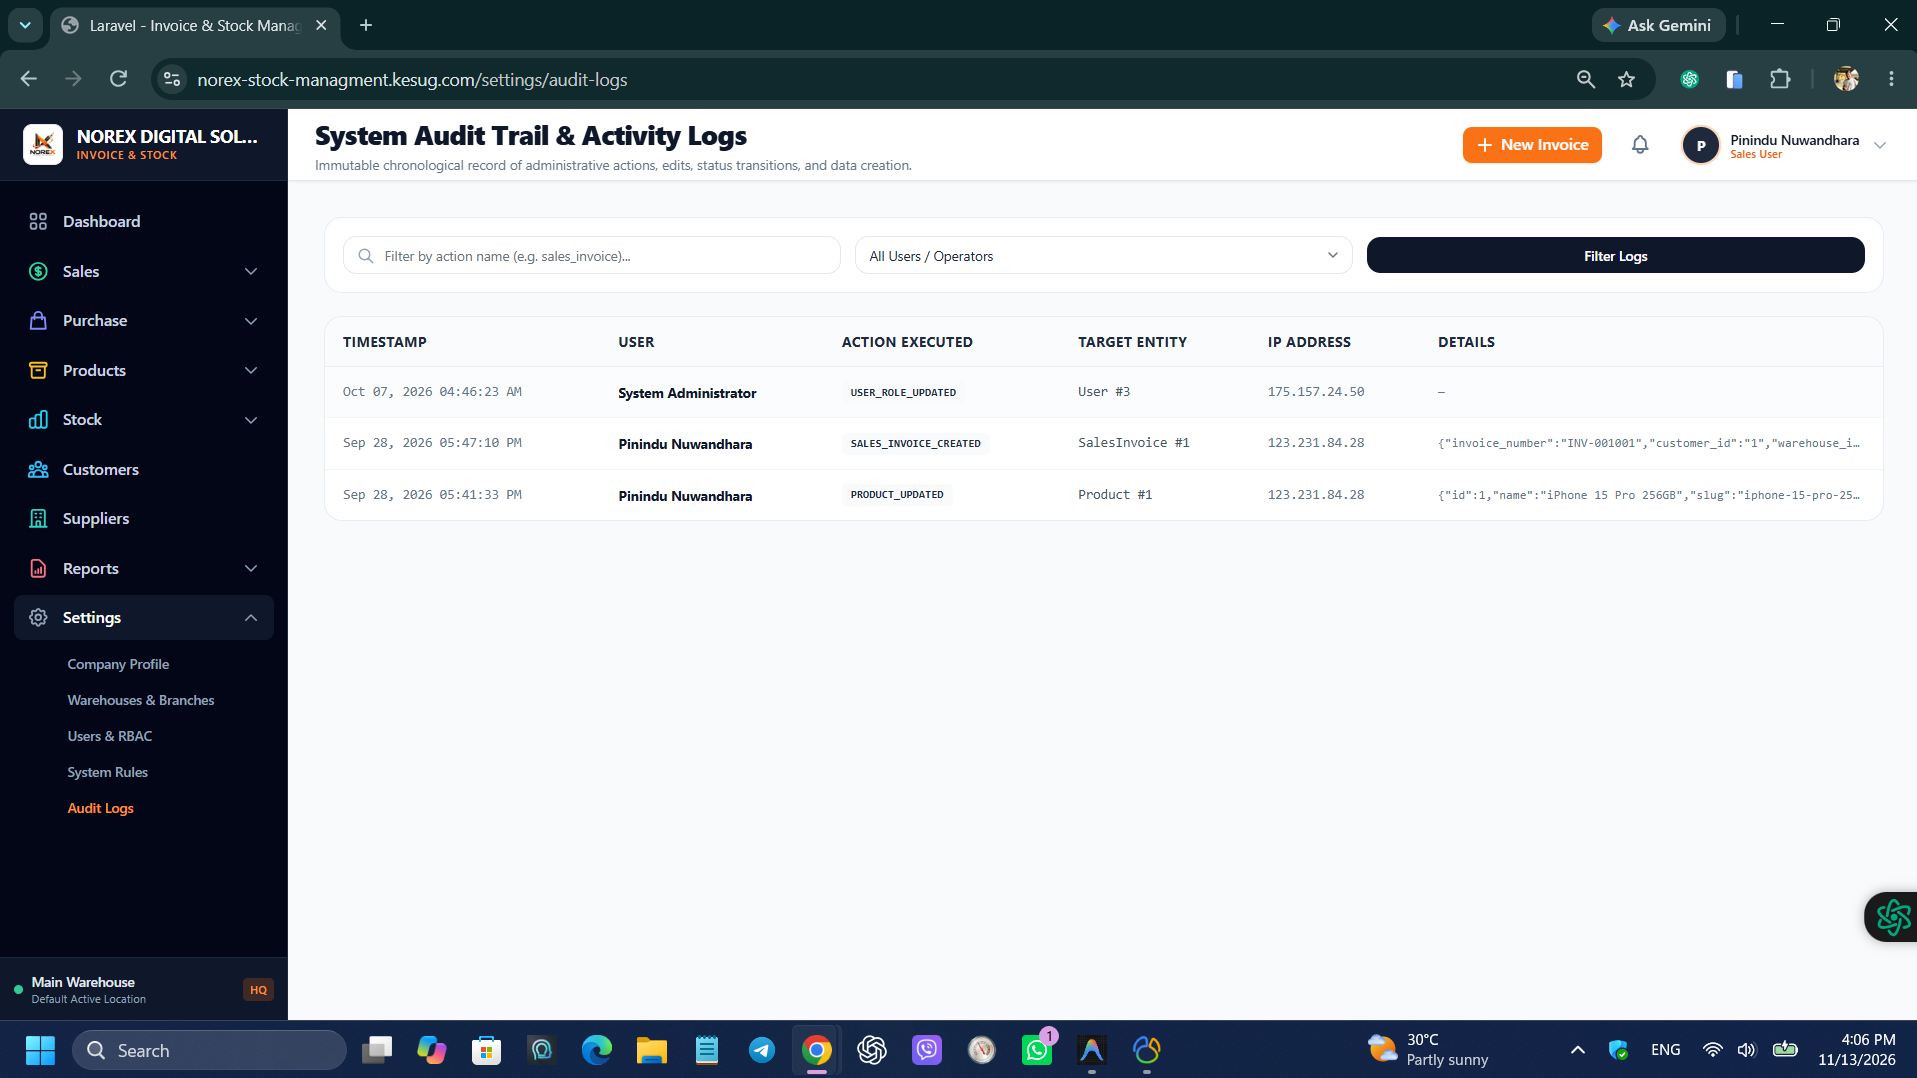 Laravel - Invoice & Stock Manag
Ask Gemini
norex-stock-managment.kesug.com/settings/audit-logs
NOREX
NOREX DIGITAL SOL...
INVOICE & STOCK
Dashboard
Sales
Purchase
Products
Stock
Customers
Suppliers
Reports
Settings
Company Profile
Warehouses & Branches
Users & RBAC
System Rules
Audit Logs
Main Warehouse
Default Active Location
HQ
System Audit Trail & Activity Logs
Immutable chronological record of administrative actions, edits, status transitions, and data creation.
+ New Invoice
P
Pinindu Nuwandhara
Sales User
Filter by action name (e.g. sales_invoice)...
All Users / Operators
Filter Logs
TIMESTAMP USER ACTION EXECUTED TARGET ENTITY IP ADDRESS DETAILS
Oct 07, 2026 04:46:23 AM System Administrator USER_ROLE_UPDATED User #3 175.157.24.50 —
Sep 28, 2026 05:47:10 PM Pinindu Nuwandhara SALES_INVOICE_CREATED SalesInvoice #1 123.231.84.28 {"invoice_number":"INV-001001","customer_id":"1","warehouse_i…
Sep 28, 2026 05:41:33 PM Pinindu Nuwandhara PRODUCT_UPDATED Product #1 123.231.84.28 {"id":1,"name":"iPhone 15 Pro 256GB","slug":"iphone-15-pro-25…
Search
1
30°C
Partly sunny
ENG
4:06 PM
11/13/2026